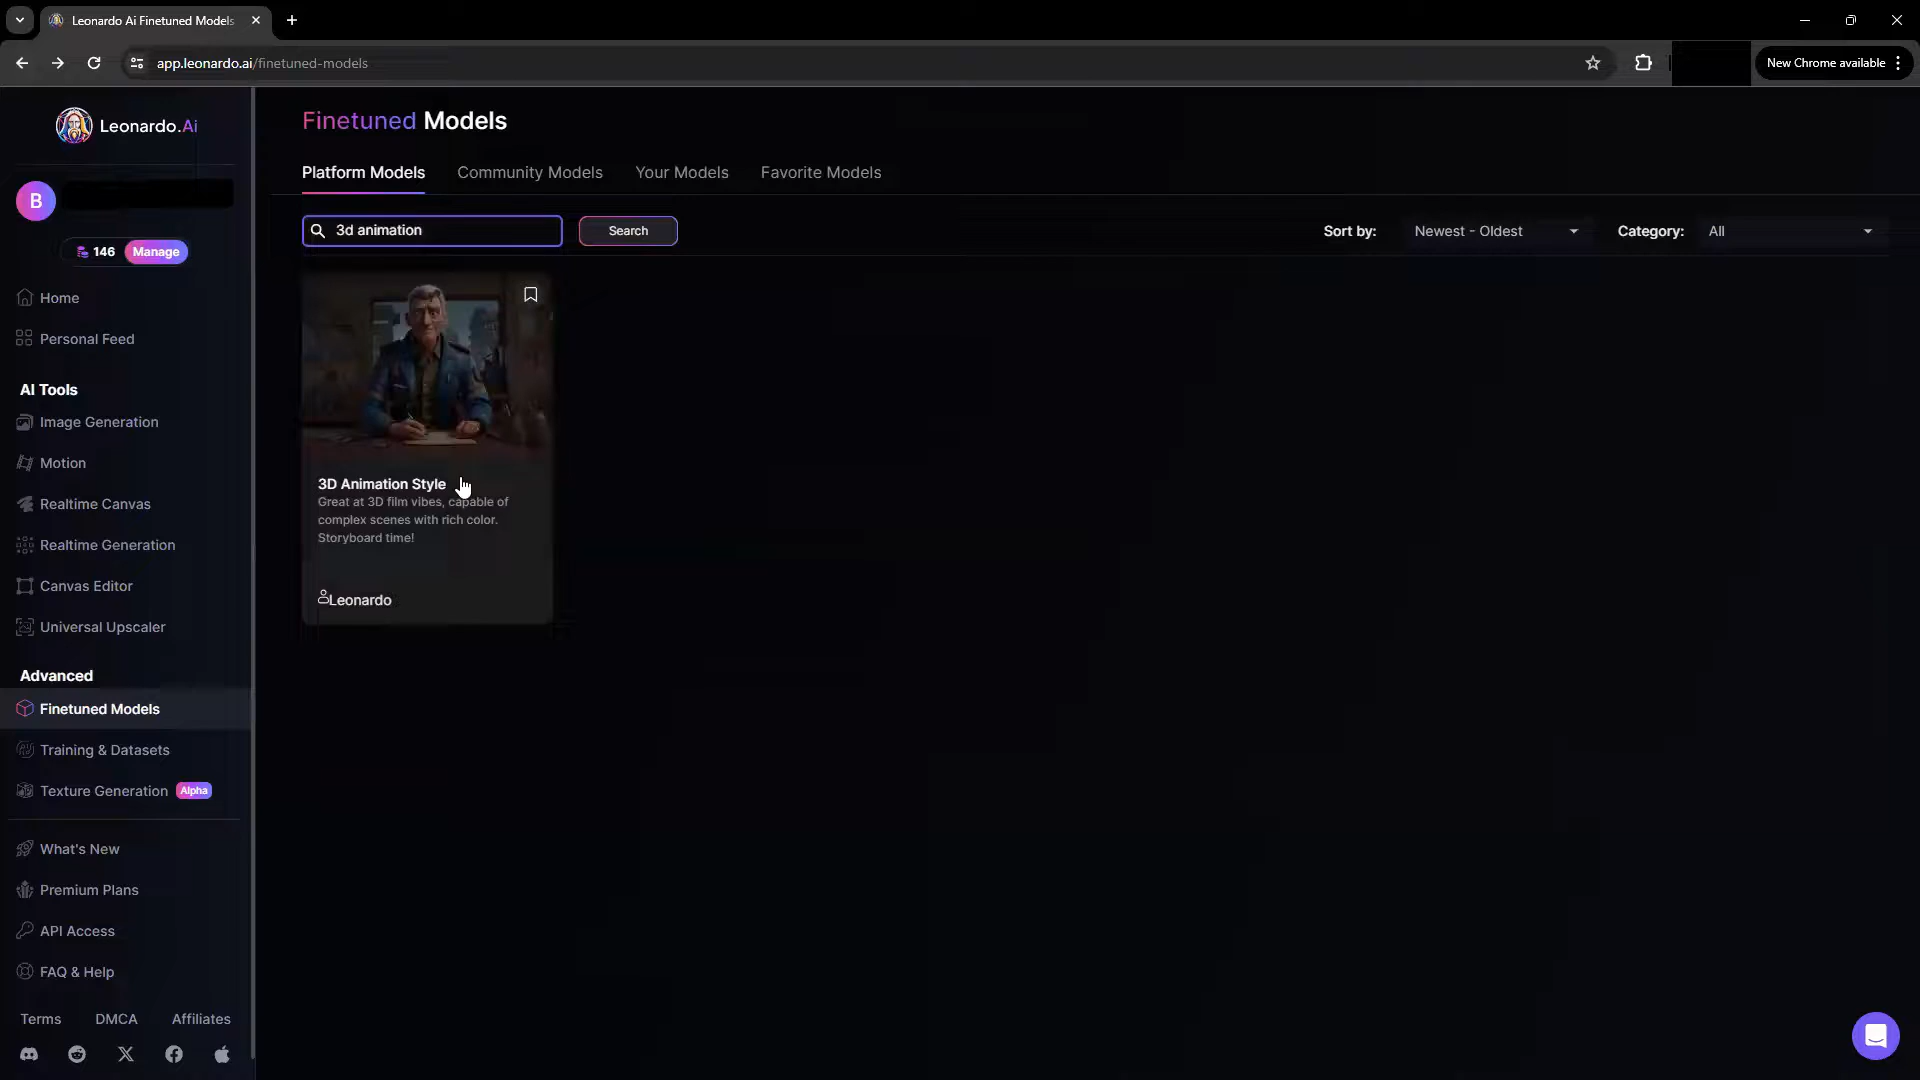 Leonardo Ai Finetuned Models
app.leonardo.ai/finetuned-models
New Chrome available
Leonardo.Ai
B
146
Manage
Home
Personal Feed
AI Tools
Image Generation
Motion
Realtime Canvas
Realtime Generation
Canvas Editor
Universal Upscaler
Advanced
Finetuned Models
Training & Datasets
Texture Generation Alpha
What's New
Premium Plans
API Access
FAQ & Help
Terms DMCA Affiliates
Finetuned Models
Platform Models Community Models Your Models Favorite Models
3d animation
Search
Sort by: Newest - Oldest
Category: All
3D Animation Style
Great at 3D film vibes, capable of
complex scenes with rich color.
Storyboard time!
Leonardo